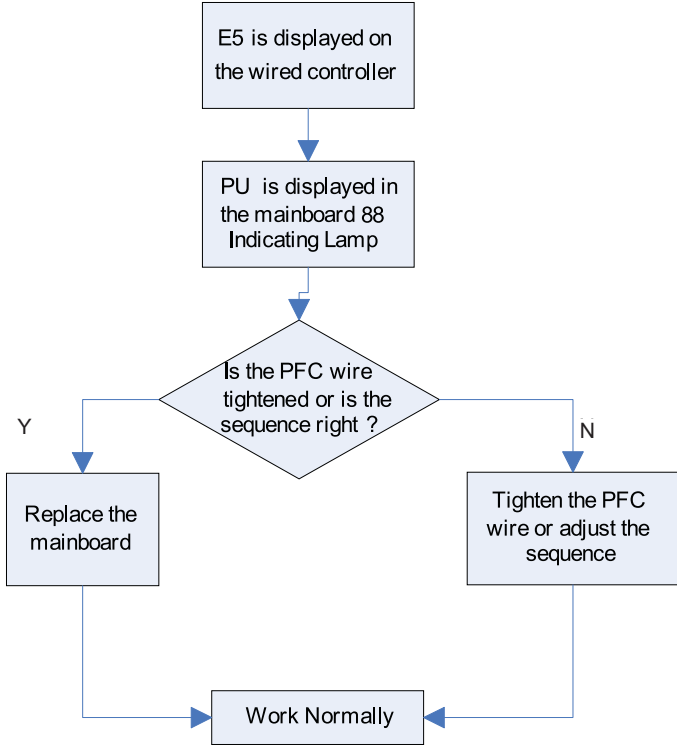 E5 is displayed on
the wired controller
PU is displayed in
the mainboard 88
Indicating Lamp
Is the PFC wire
tightened or is the
sequence right ?
Y
N
Replace the
mainboard
Tighten the PFC
wire or adjust the
sequence
Work Normally